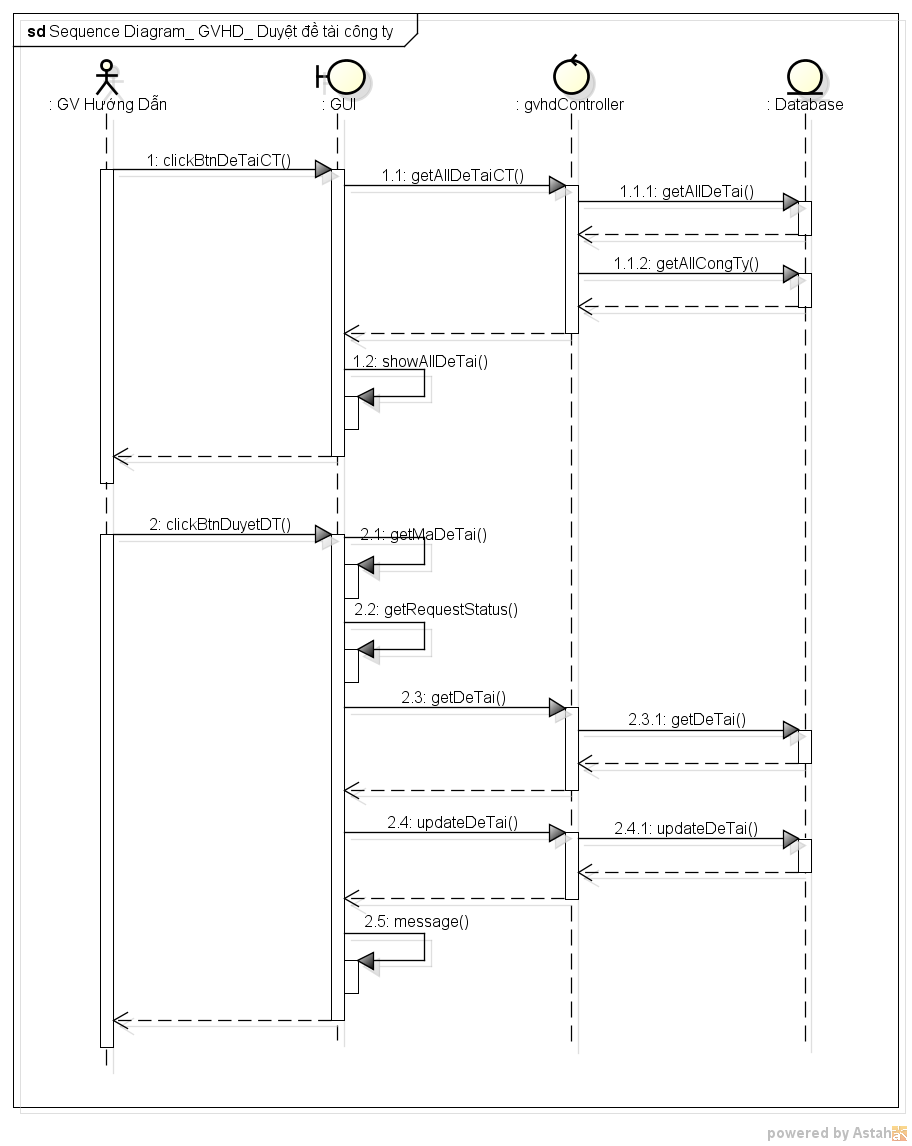 sd Sequence Diagram_ GVHD_ Duyệt đề tài công ty
: GV Hướng Dẫn
: GUI
: gvhdController
: Database
1: clickBtnDeTaiCT()
1.1: getAllDeTaiCT()
1.1.1: getAllDeTai()
1.1.2: getAllCongTy()
1.2: showAllDeTai()
2: clickBtnDuyetDT()
2.1: getMaDeTai()
2.2: getRequestStatus()
2.3: getDeTai()
2.3.1: getDeTai()
2.4: updateDeTai()
2.4.1: updateDeTai()
2.5: message()
powered by Astah